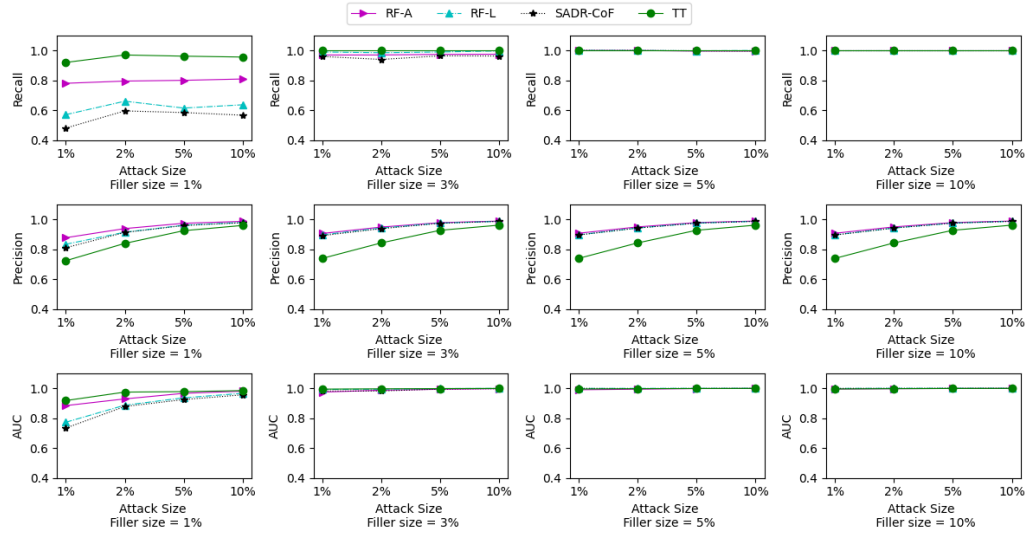 RF-A RF-L SADR-CoF TT
1.0 1.0 1.0 1.0
0.8 0.8 0.8 0.8
Recall Recall Recall Recall
0.6 0.6 0.6 0.6
0.4 0.4 0.4 0.4
1% 2% 5% 10% 1% 2% 5% 10% 1% 2% 5% 10% 1% 2% 5% 10%
Attack Size Attack Size Attack Size Attack Size
Filler size = 1% Filler size = 3% Filler size = 5% Filler size = 10%
1.0 1.0 1.0 1.0
0.8 0.8 0.8 0.8
Precision Precision Precision Precision
0.6 0.6 0.6 0.6
0.4 0.4 0.4 0.4
1% 2% 5% 10% 1% 2% 5% 10% 1% 2% 5% 10% 1% 2% 5% 10%
Attack Size Attack Size Attack Size Attack Size
Filler size = 1% Filler size = 3% Filler size = 5% Filler size = 10%
1.0 1.0 1.0 1.0
0.8 0.8 0.8 0.8
AUC AUC AUC AUC
0.6 0.6 0.6 0.6
0.4 0.4 0.4 0.4
1% 2% 5% 10% 1% 2% 5% 10% 1% 2% 5% 10% 1% 2% 5% 10%
Attack Size Attack Size Attack Size Attack Size
Filler size = 1% Filler size = 3% Filler size = 5% Filler size = 10%